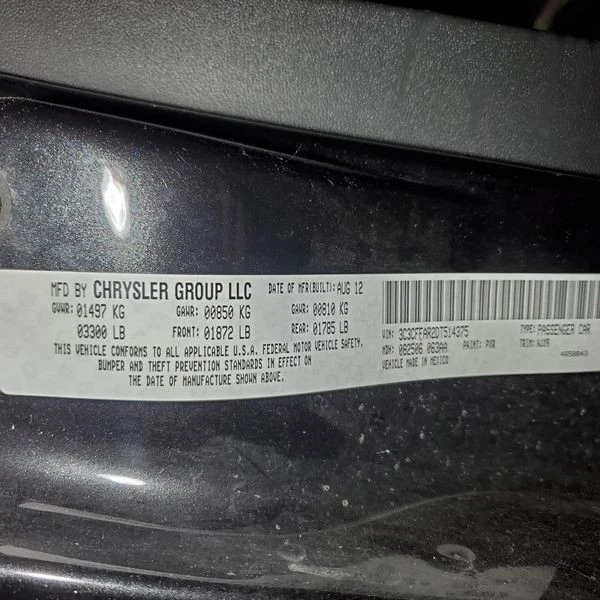 MFD BY CHRYSLER GROUP LLC DATE OF MFR(BUILT): AUG 12
GVWR: 01497 KG GAWR: 00850 KG GAWR: 00810 KG
03300 LB FRONT: 01872 LB REAR: 01785 LB
THIS VEHICLE CONFORMS TO ALL APPLICABLE U.S.A. FEDERAL MOTOR VEHICLE SAFETY,
BUMPER AND THEFT PREVENTION STANDARDS IN EFFECT ON
THE DATE OF MANUFACTURE SHOWN ABOVE.
VIN: 3C3CFFAR2DT514375 TYPE: PASSENGER CAR
MDH: 082506 063AA PAINT: PXR TRIM: AJX9
VEHICLE MADE IN MEXICO 4650843